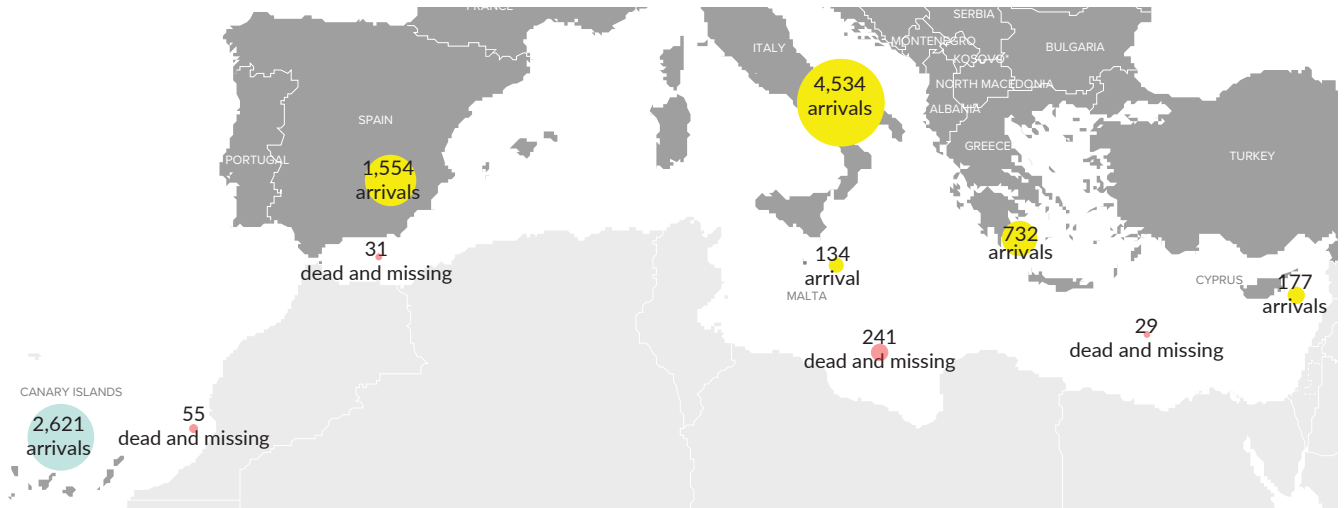 FRANCE
SERBIA
ITALY
MONTENEGRO
BULGARIA
KOSOVO*
4,534
arrivals
NORTH MACEDONIA
ALBANIA
SPAIN
GREECE
PORTUGAL
TURKEY
1,554
arrivals
31
dead and missing
732
arrivals
134
arrival
MALTA
CYPRUS
177
arrivals
29
dead and missing
241
dead and missing
CANARY ISLANDS
2,621
arrivals
55
dead and missing